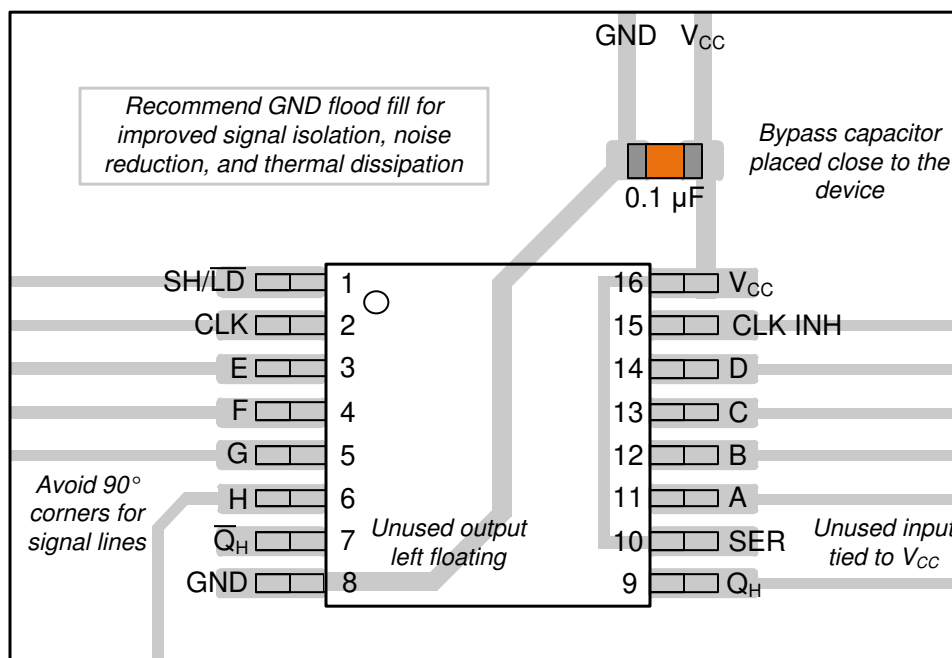 GND VCC
Recommend GND flood fill for
improved signal isolation, noise
reduction, and thermal dissipation
Bypass capacitor
placed close to the
device
0.1 µF
SH/L̅D̅ 1 16 VCC
CLK 2 15 CLK INH
E 3 14 D
F 4 13 C
G 5 12 B
H 6 11 A
Q̅H 7 10 SER
GND 8 9 QH
Avoid 90°
corners for
signal lines
Unused output
left floating
Unused input
tied to VCC